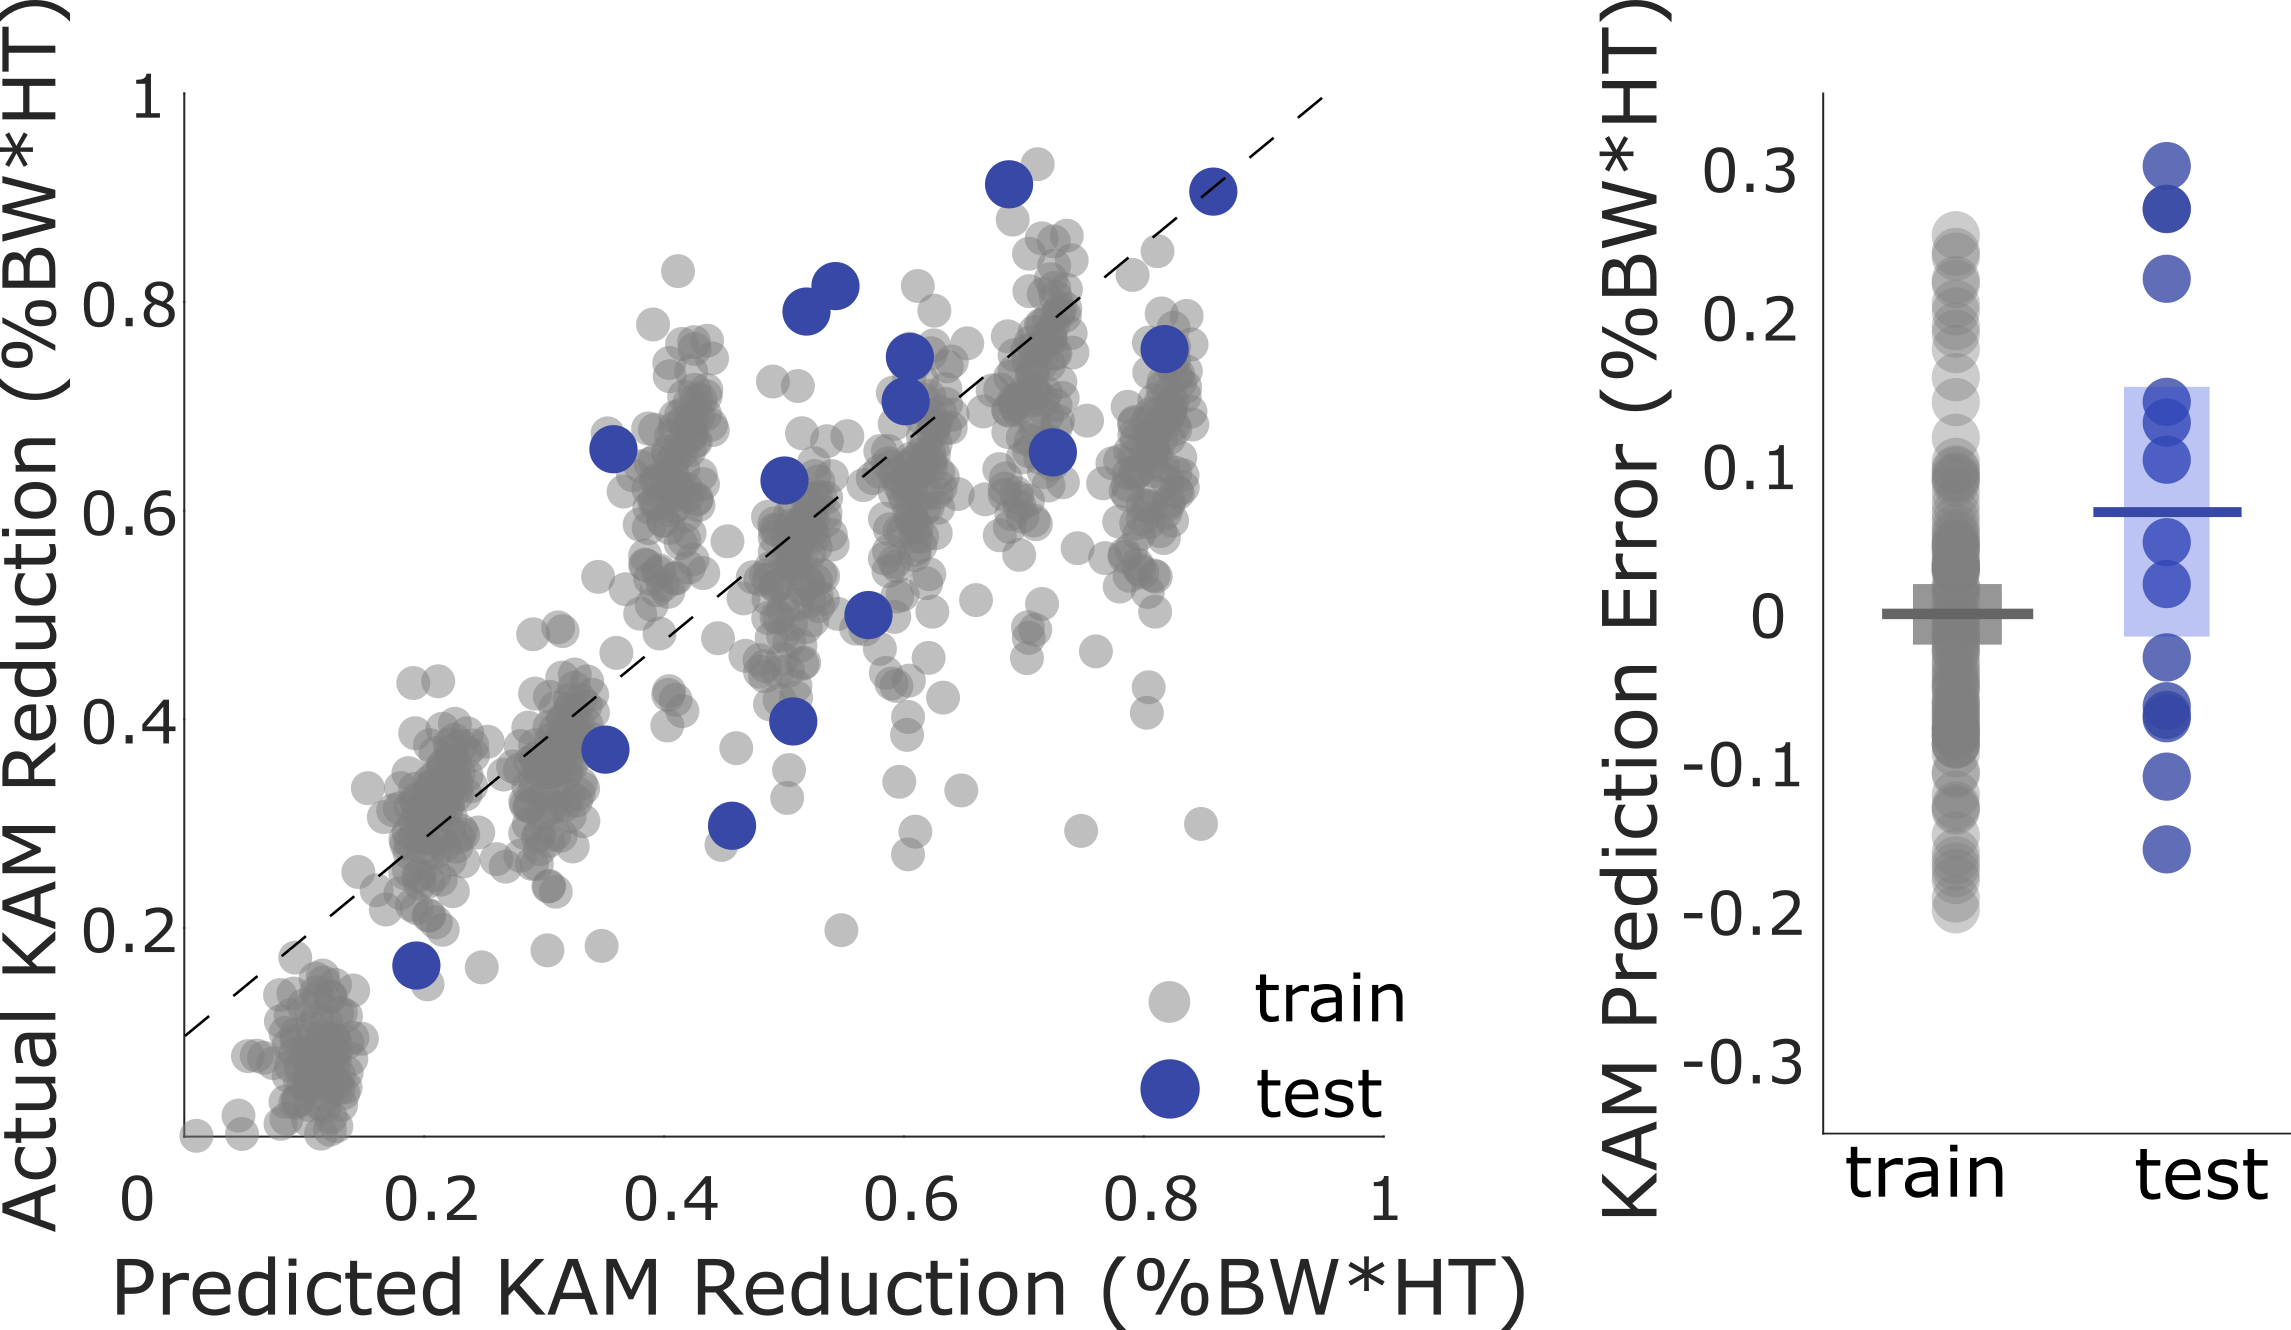 Actual KAM Reduction (%BW*HT)
1
0.8
0.6
0.4
0.2
0
0.2
0.4
0.6
0.8
1
Predicted KAM Reduction (%BW*HT)
train
test
KAM Prediction Error (%BW*HT)
0.3
0.2
0.1
0
-0.1
-0.2
-0.3
train
test